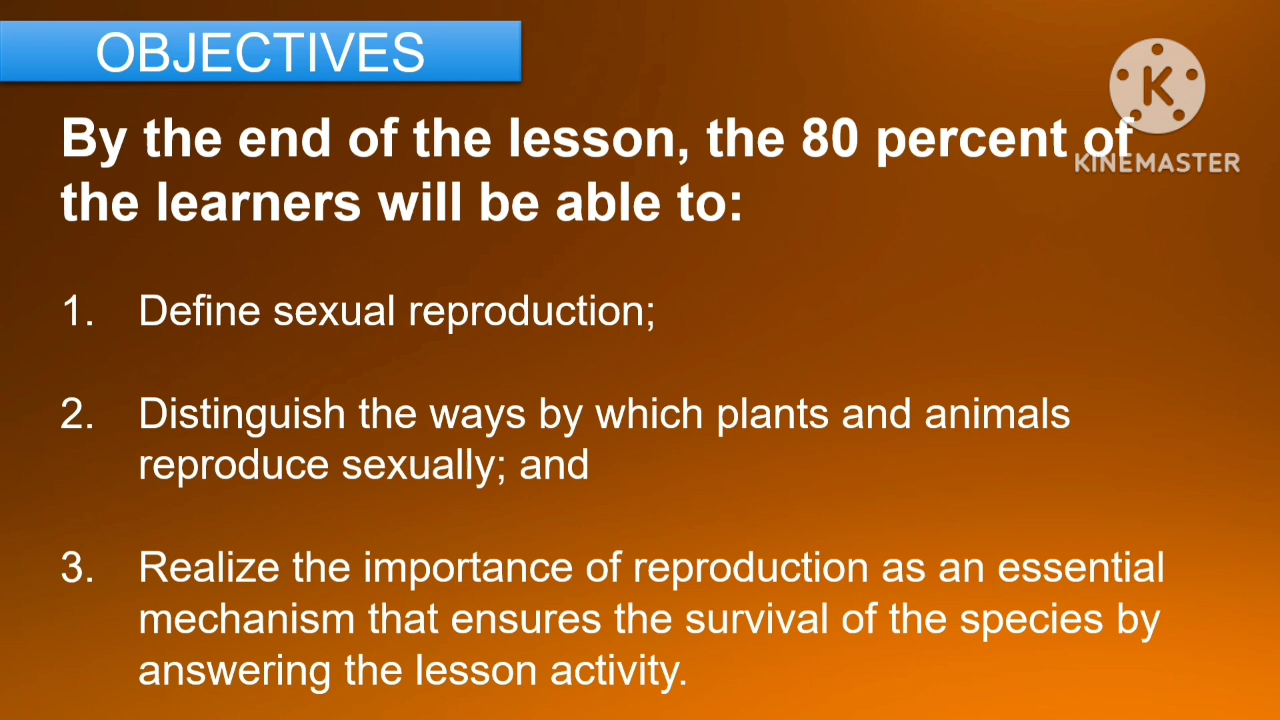 OBJECTIVES
K
KINEMASTER
By the end of the lesson, the 80 percent of
the learners will be able to:
1. Define sexual reproduction;
2. Distinguish the ways by which plants and animals
reproduce sexually; and
3. Realize the importance of reproduction as an essential
mechanism that ensures the survival of the species by
answering the lesson activity.